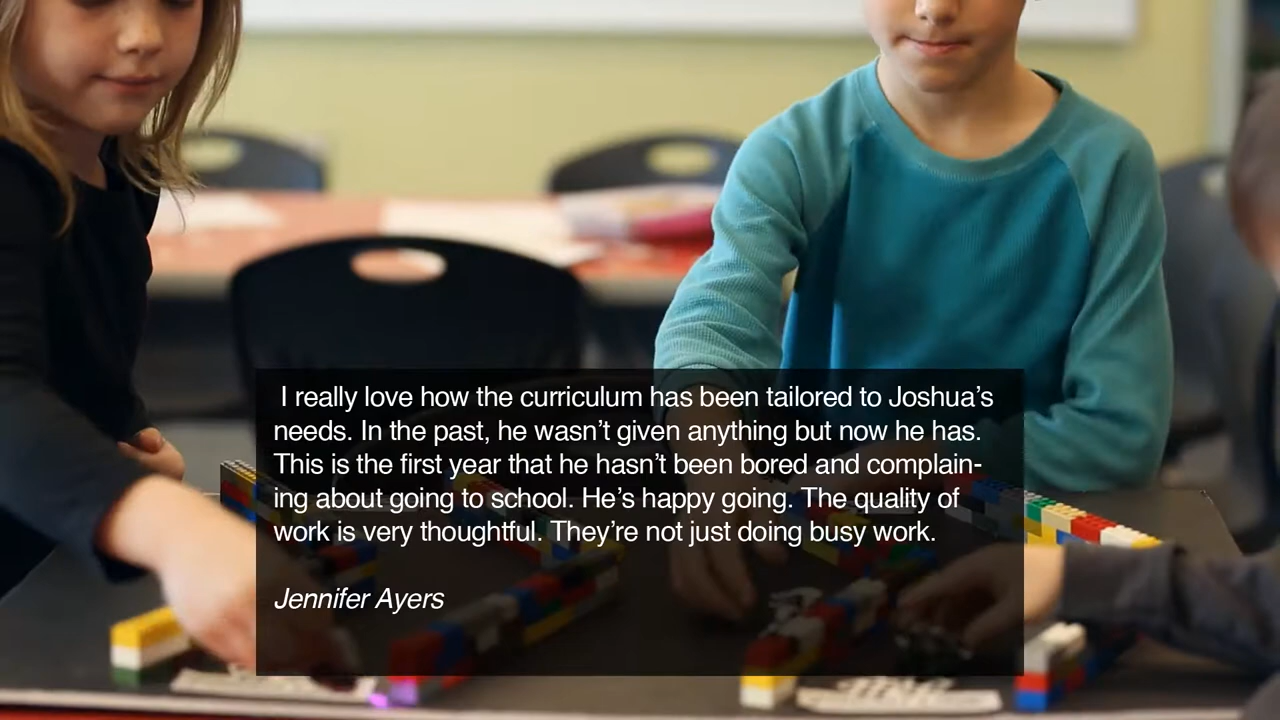 I really love how the curriculum has been tailored to Joshua’s
needs. In the past, he wasn’t given anything but now he has.
This is the first year that he hasn’t been bored and complain-
ing about going to school. He’s happy going. The quality of
work is very thoughtful. They’re not just doing busy work.
Jennifer Ayers